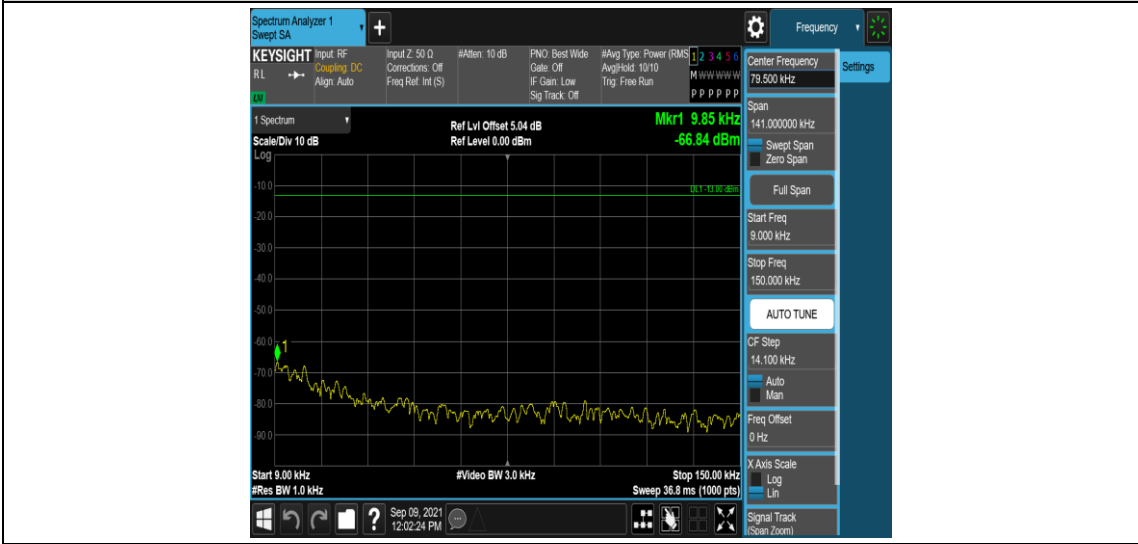 Spectrum Analyzer 1
Swept SA
+
Frequency
KEYSIGHT
RL
Input: RF
Coupling: DC
Align: Auto
Input Z: 50 Ω
Corrections: Off
Freq Ref: Int (S)
#Atten: 10 dB
PNO: Best Wide
Gate: Off
IF Gain: Low
Sig Track: Off
#Avg Type: Power (RMS
Avg|Hold: 10/10
Trig: Free Run
1 2 3 4 5 6
M W W W W W
P P P P P P
Center Frequency
79.500 kHz
Settings
Span
141.000000 kHz
Swept Span
Zero Span
Full Span
Start Freq
9.000 kHz
Stop Freq
150.000 kHz
AUTO TUNE
CF Step
14.100 kHz
Auto
Man
Freq Offset
0 Hz
X Axis Scale
Log
Lin
Signal Track
(Span Zoom)
1 Spectrum
Scale/Div 10 dB
Log
Ref Lvl Offset 5.04 dB
Ref Level 0.00 dBm
Mkr1 9.85 kHz
-66.84 dBm
DL1 -13.00 dBm
-10.0
-20.0
-30.0
-40.0
-50.0
-60.0
1
-70.0
-80.0
-90.0
Start 9.00 kHz
#Res BW 1.0 kHz
#Video BW 3.0 kHz
Stop 150.00 kHz
Sweep 36.8 ms (1000 pts)
?
Sep 09, 2021
12:02:24 PM